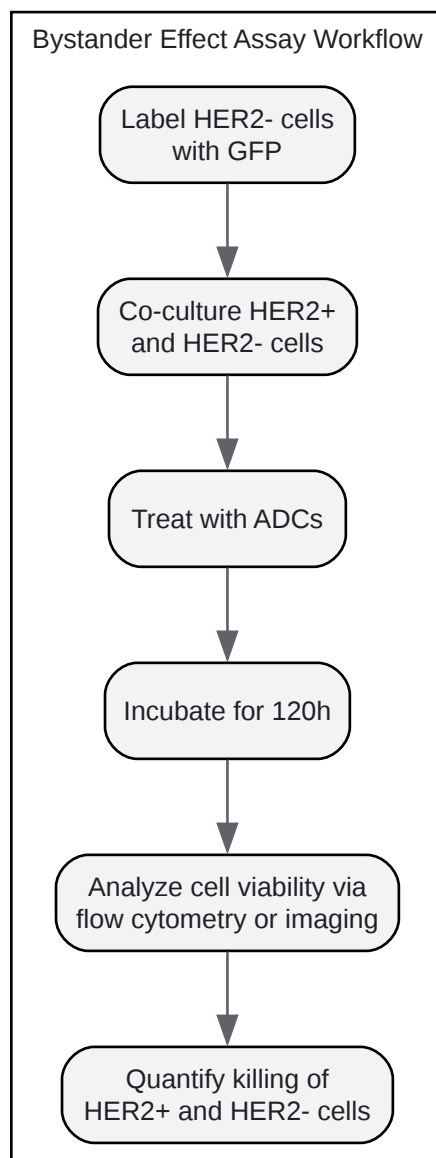 Bystander Effect Assay Workflow
Label HER2- cells
with GFP
Co-culture HER2+
and HER2- cells
Treat with ADCs
Incubate for 120h
Analyze cell viability via
flow cytometry or imaging
Quantify killing of
HER2+ and HER2- cells